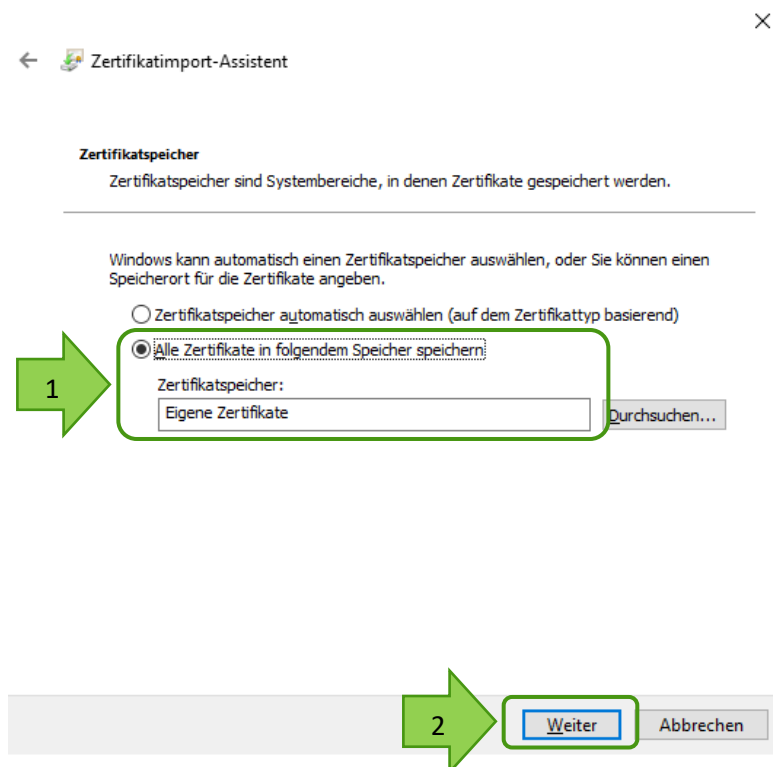 Zertifikatimport-Assistent
Zertifikatspeicher
Zertifikatspeicher sind Systembereiche, in denen Zertifikate gespeichert werden.
Windows kann automatisch einen Zertifikatspeicher auswählen, oder Sie können einen
Speicherort für die Zertifikate angeben.
Zertifikatspeicher automatisch auswählen (auf dem Zertifikattyp basierend)
Alle Zertifikate in folgendem Speicher speichern
1
Zertifikatspeicher:
Eigene Zertifikate
Durchsuchen...
2
Weiter
Abbrechen